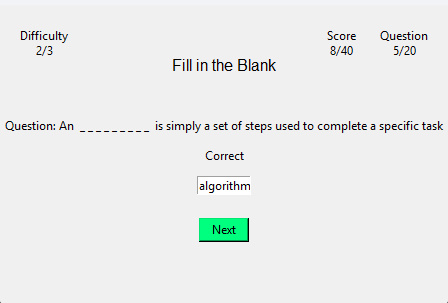 Difficulty
2/3
Score
8/40
Question
5/20
Fill in the Blank
Question: An _ _ _ _ _ _ _ _ _ is simply a set of steps used to complete a specific task
Correct
algorithm
Next